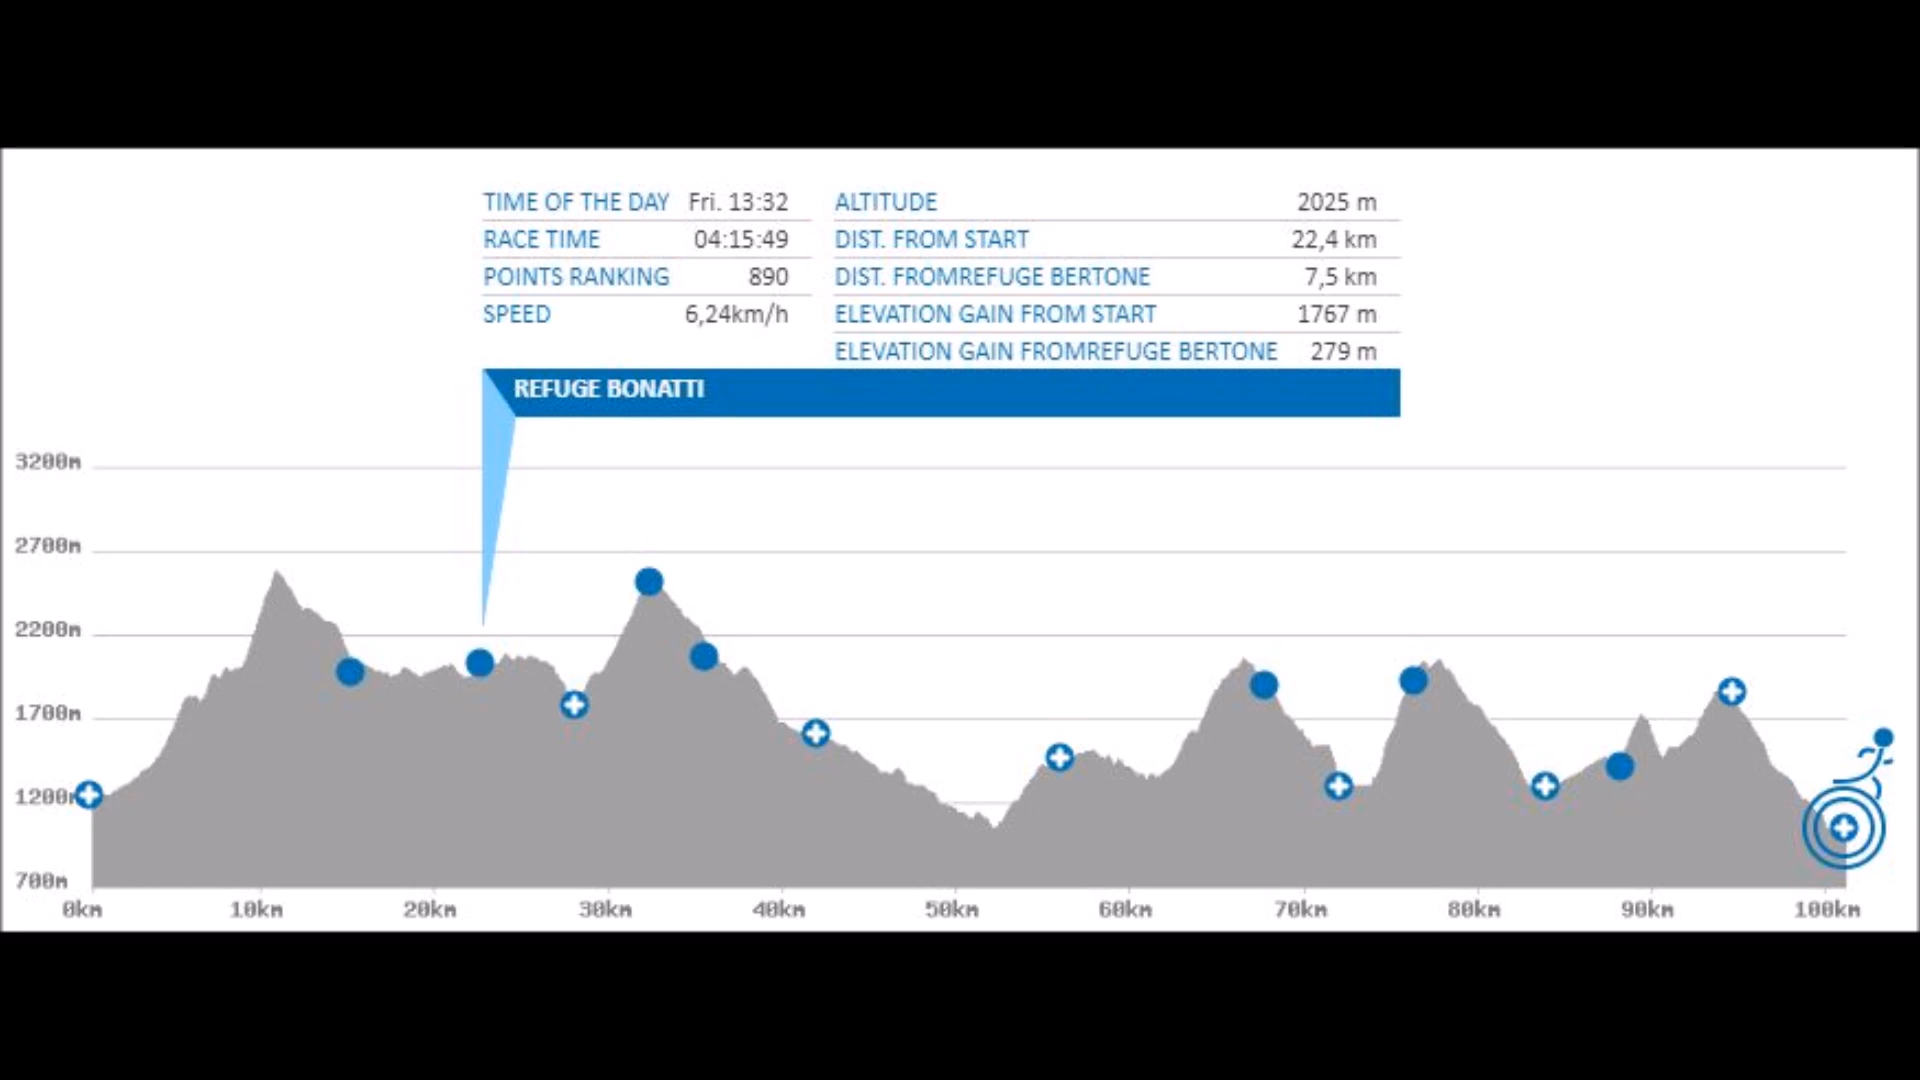 TIME OF THE DAY Fri. 13:32
RACE TIME 04:15:49
POINTS RANKING 890
SPEED 6,24km/h
ALTITUDE 2025 m
DIST. FROM START 22,4 km
DIST. FROMREFUGE BERTONE 7,5 km
ELEVATION GAIN FROM START 1767 m
ELEVATION GAIN FROMREFUGE BERTONE 279 m
REFUGE BONATTI
3200m
2700m
2200m
1700m
1200m
700m
0km 10km 20km 30km 40km 50km 60km 70km 80km 90km 100km